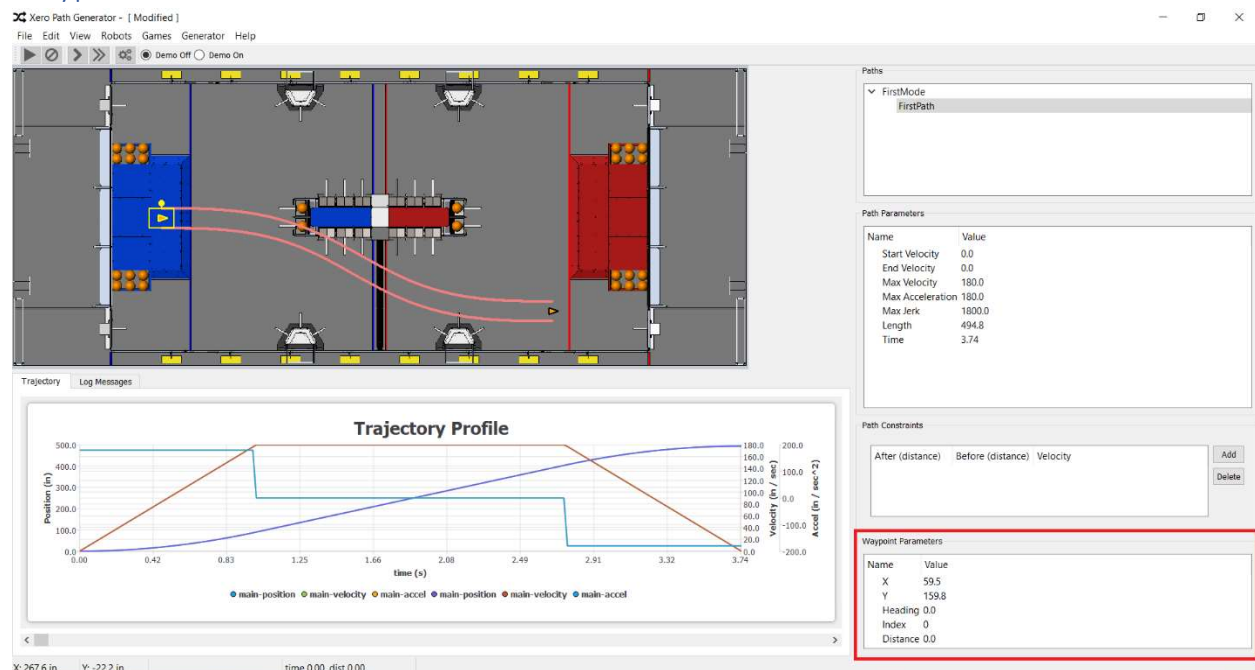 Xero Path Generator - [ Modified ]
File Edit View Robots Games Generator Help
Demo Off Demo On
Paths
FirstMode
FirstPath
Path Parameters
Name Value
Start Velocity 0.0
End Velocity 0.0
Max Velocity 180.0
Max Acceleration 180.0
Max Jerk 1800.0
Length 494.8
Time 3.74
Trajectory Log Messages
Trajectory Profile
500.0
400.0
300.0
200.0
100.0
0.0
Position (in)
180.0
160.0
140.0
120.0
100.0
80.0
60.0
40.0
20.0
0.0
Velocity (in / sec)
200.0
100.0
0.0
-100.0
-200.0
Accel (in / sec^2)
0.00 0.42 0.83 1.25 1.66 2.08 2.49 2.91 3.32 3.74
time (s)
main-position main-velocity main-accel main-position main-velocity main-accel
Path Constraints
After (distance) Before (distance) Velocity
Add
Delete
Waypoint Parameters
Name Value
X 59.5
Y 159.8
Heading 0.0
Index 0
Distance 0.0
X: 267.6 in Y: -22.2 in time 0.00 dist 0.00